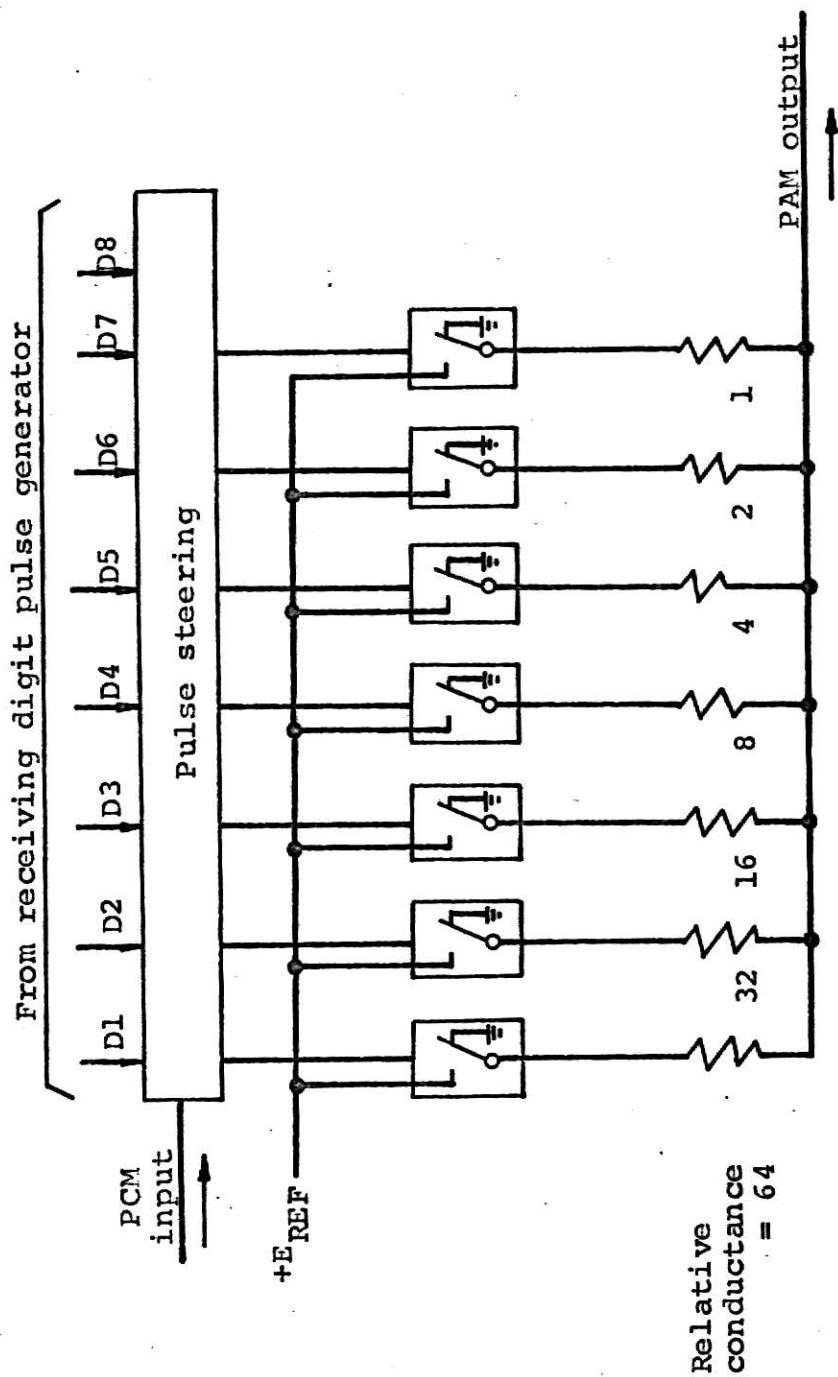 From receiving digit pulse generator
D1 D2 D3 D4 D5 D6 D7 D8
PCM
input
Pulse steering
+EREF
Relative
conductance
= 64
32 16 8 4 2 1
PAM output